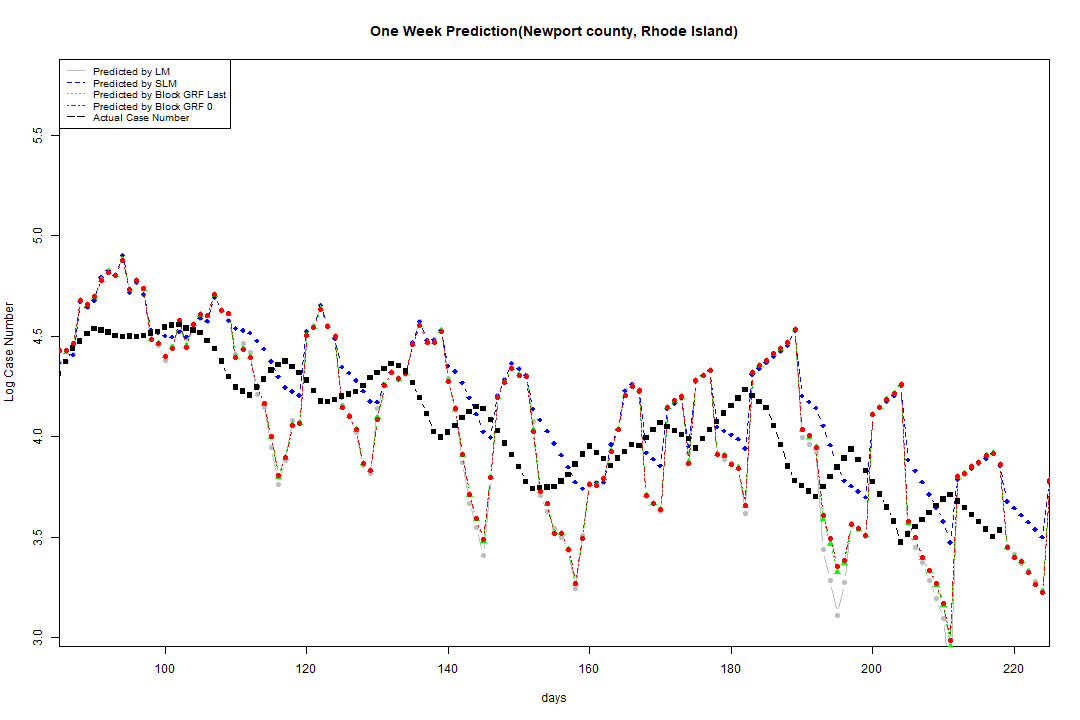 One Week Prediction(Newport county, Rhode Island)
Predicted by LM
Predicted by SLM
Predicted by Block GRF Last
Predicted by Block GRF 0
Actual Case Number
Log Case Number
5.5
5.0
4.5
4.0
3.5
3.0
100 120 140 160 180 200 220
days